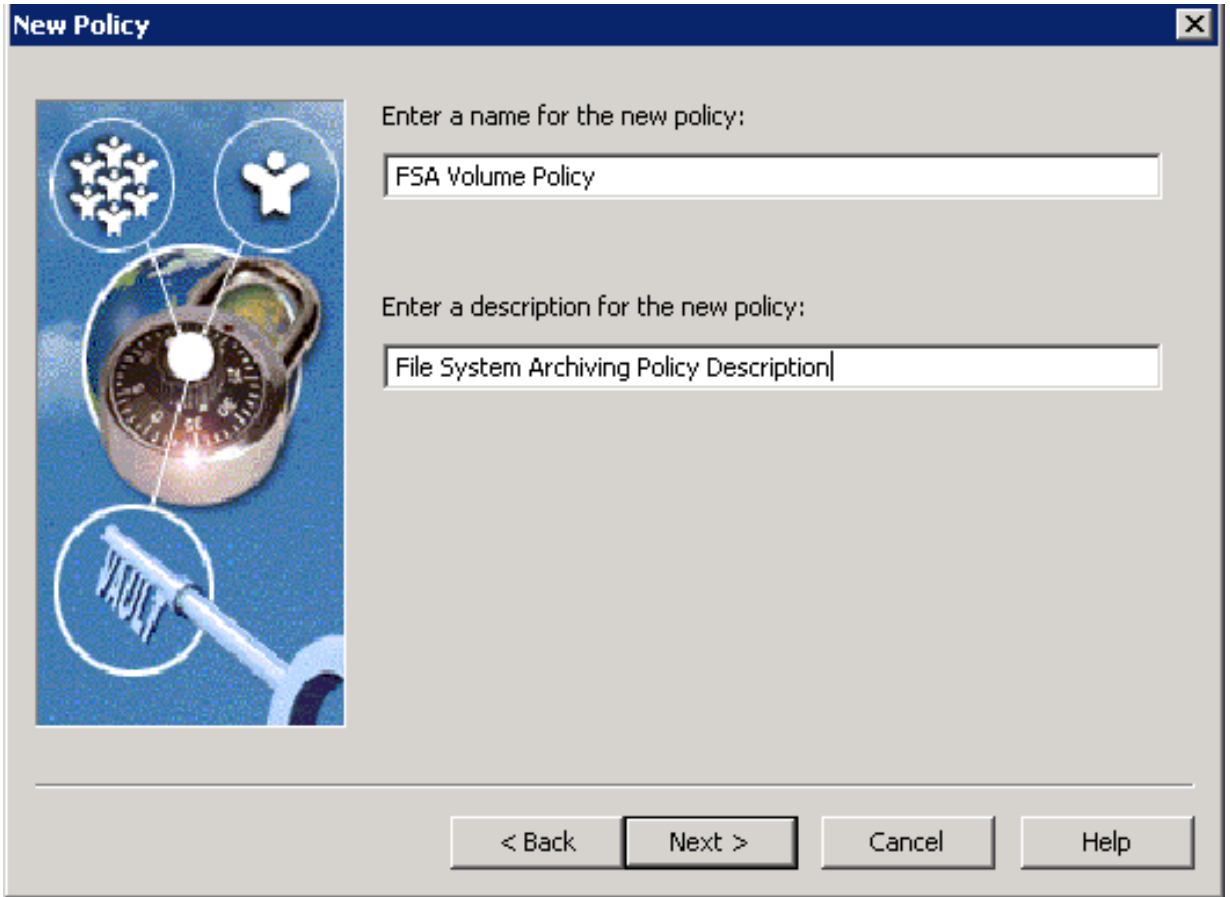 New Policy
Enter a name for the new policy:
FSA Volume Policy
Enter a description for the new policy:
File System Archiving Policy Description
VAULT
< Back
Next >
Cancel
Help